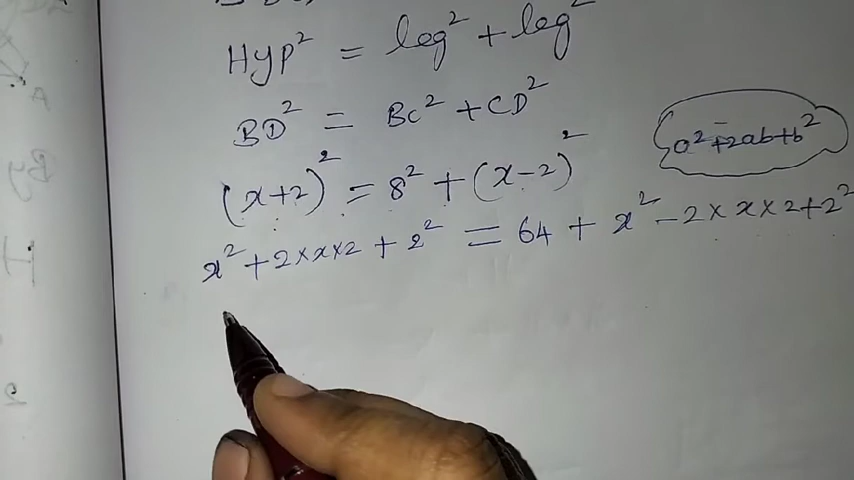 HYP² = leg² + leg²
BD² = BC² + CD²
a² + 2ab + b²
(x+2)² = 8² + (x-2)²
x² + 2×x×2 + 2² = 64 + x² - 2×x×2 + 2²